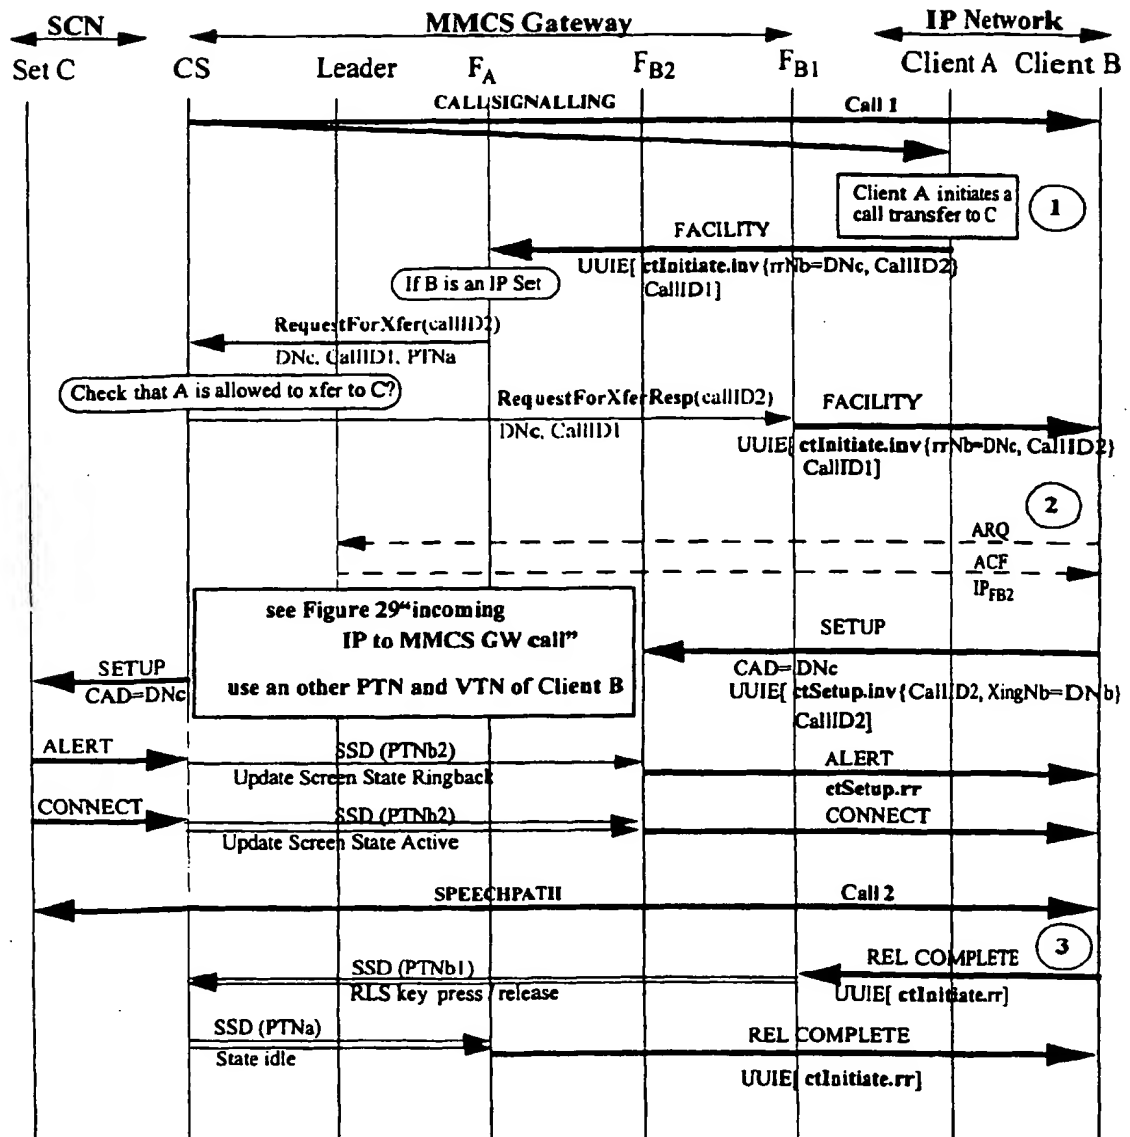 SCN MMCS Gateway IP Network
Set C CS Leader FA FB2 FB1 Client A Client B
CALLSIGNALLING Call 1
Client A initiates a
call transfer to C
1
FACILITY
UUIE[ ctInitiate.inv{rrNb=DNc, CallID2}
CallID1]
If B is an IP Set
RequestForXfer(callID2)
DNc, CallID1, PTNa
Check that A is allowed to xfer to C?
RequestForXferResp(callID2)
DNc, CallID1
FACILITY
UUIE[ ctInitiate.inv{rrNb=DNc, CallID2}
CallID1]
2
ARQ
ACF
IPFB2
see Figure 29“incoming
IP to MMCS GW call”
use an other PTN and VTN of Client B
SETUP
CAD=DNc
UUIE[ ctSetup.inv{CallID2, XingNb=DNb}
CallID2]
SETUP
CAD=DNc
ALERT SSD (PTNb2) ALERT
Update Screen State Ringback ctSetup.rr
CONNECT SSD (PTNb2) CONNECT
Update Screen State Active
SPEECHPATH Call 2
3
SSD (PTNb1) REL COMPLETE
RLS key press / release UUIE[ ctInitiate.rr]
SSD (PTNa) REL COMPLETE
State idle UUIE[ ctInitiate.rr]